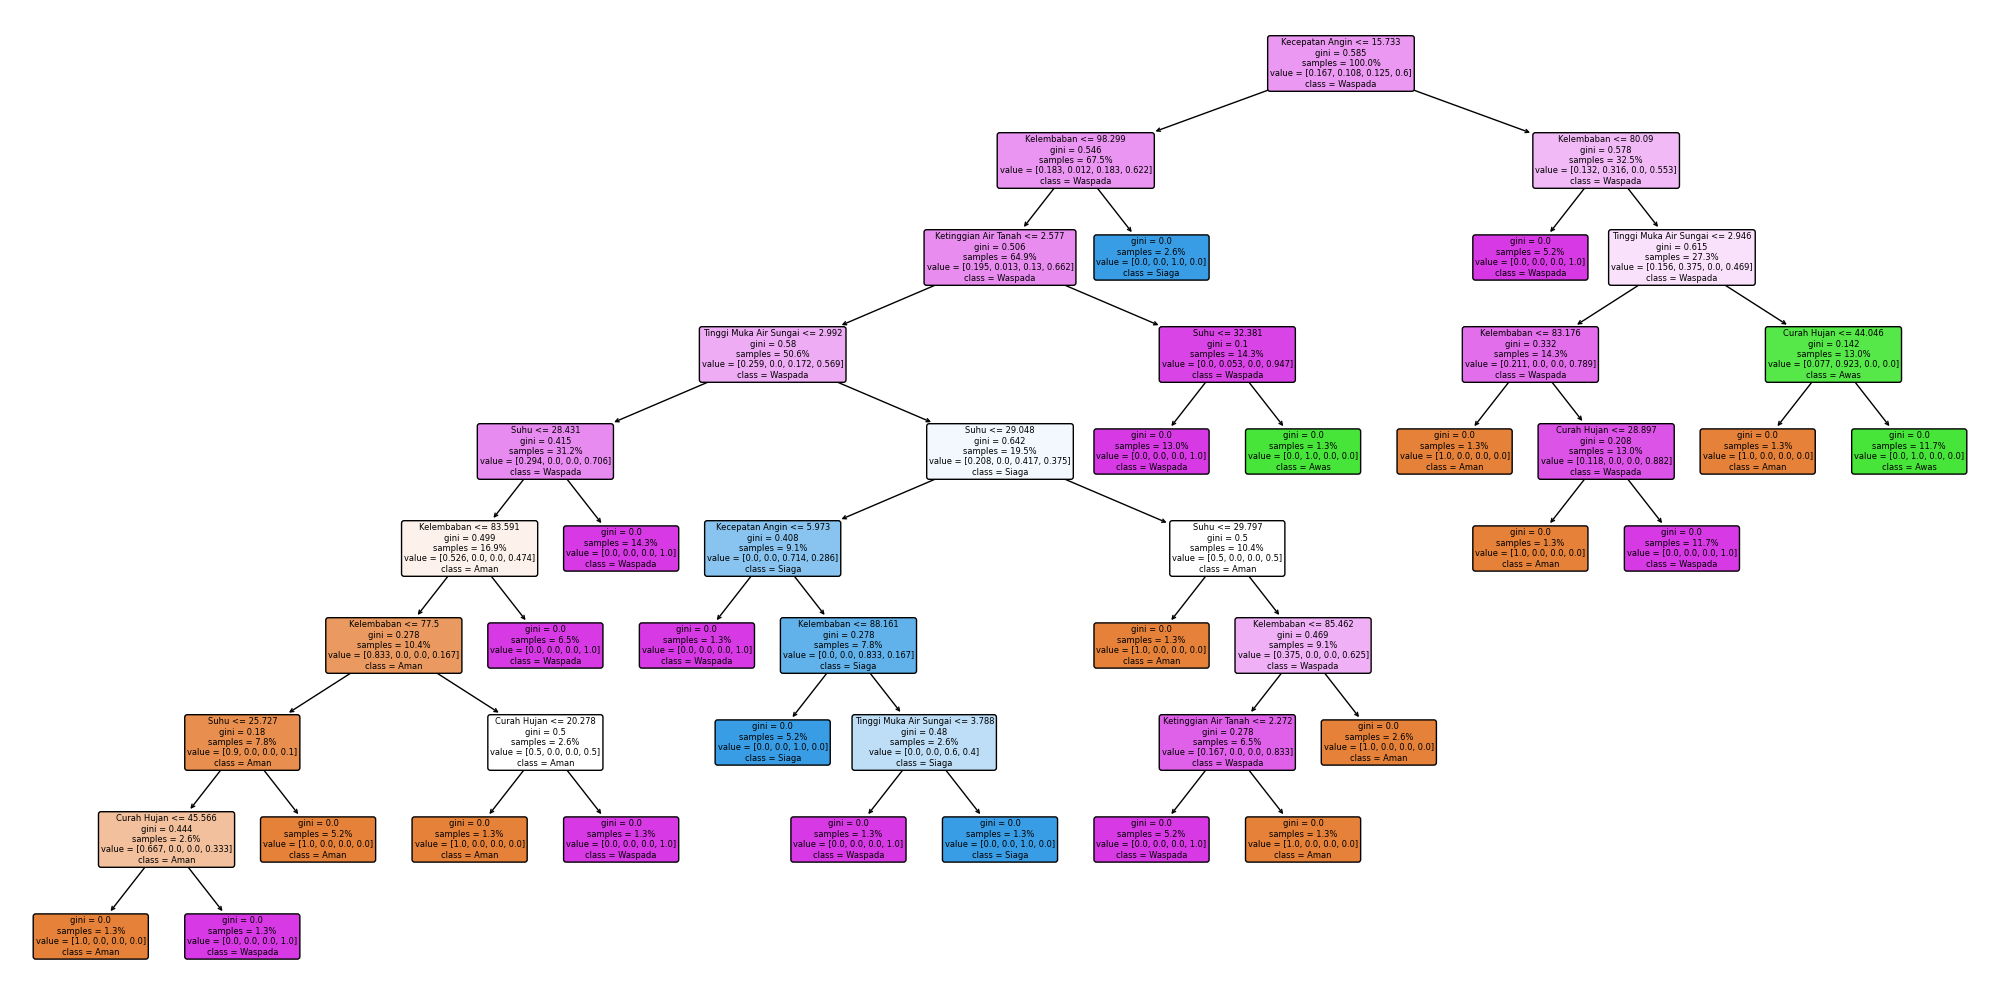 Kecepatan Angin <= 15.733
gini = 0.585
samples = 100.0%
value = [0.167, 0.108, 0.125, 0.6]
class = Waspada
Kelembaban <= 98.299
gini = 0.546
samples = 67.5%
value = [0.183, 0.012, 0.183, 0.622]
class = Waspada
Kelembaban <= 80.09
gini = 0.578
samples = 32.5%
value = [0.132, 0.316, 0.0, 0.553]
class = Waspada
Ketinggian Air Tanah <= 2.577
gini = 0.506
samples = 64.9%
value = [0.195, 0.013, 0.13, 0.662]
class = Waspada
gini = 0.0
samples = 2.6%
value = [0.0, 0.0, 1.0, 0.0]
class = Siaga
gini = 0.0
samples = 5.2%
value = [0.0, 0.0, 0.0, 1.0]
class = Waspada
Tinggi Muka Air Sungai <= 2.946
gini = 0.615
samples = 27.3%
value = [0.156, 0.375, 0.0, 0.469]
class = Waspada
Tinggi Muka Air Sungai <= 2.992
gini = 0.58
samples = 50.6%
value = [0.259, 0.0, 0.172, 0.569]
class = Waspada
Suhu <= 32.381
gini = 0.1
samples = 14.3%
value = [0.0, 0.053, 0.0, 0.947]
class = Waspada
Kelembaban <= 83.176
gini = 0.332
samples = 14.3%
value = [0.211, 0.0, 0.0, 0.789]
class = Waspada
Curah Hujan <= 44.046
gini = 0.142
samples = 13.0%
value = [0.077, 0.923, 0.0, 0.0]
class = Awas
Suhu <= 28.431
gini = 0.415
samples = 31.2%
value = [0.294, 0.0, 0.0, 0.706]
class = Waspada
Suhu <= 29.048
gini = 0.642
samples = 19.5%
value = [0.208, 0.0, 0.417, 0.375]
class = Siaga
gini = 0.0
samples = 13.0%
value = [0.0, 0.0, 0.0, 1.0]
class = Waspada
gini = 0.0
samples = 1.3%
value = [0.0, 1.0, 0.0, 0.0]
class = Awas
gini = 0.0
samples = 1.3%
value = [1.0, 0.0, 0.0, 0.0]
class = Aman
Curah Hujan <= 28.897
gini = 0.208
samples = 13.0%
value = [0.118, 0.0, 0.0, 0.882]
class = Waspada
gini = 0.0
samples = 1.3%
value = [1.0, 0.0, 0.0, 0.0]
class = Aman
gini = 0.0
samples = 11.7%
value = [0.0, 1.0, 0.0, 0.0]
class = Awas
Kelembaban <= 83.591
gini = 0.499
samples = 16.9%
value = [0.526, 0.0, 0.0, 0.474]
class = Aman
gini = 0.0
samples = 14.3%
value = [0.0, 0.0, 0.0, 1.0]
class = Waspada
Kecepatan Angin <= 5.973
gini = 0.408
samples = 9.1%
value = [0.0, 0.0, 0.714, 0.286]
class = Siaga
Suhu <= 29.797
gini = 0.5
samples = 10.4%
value = [0.5, 0.0, 0.0, 0.5]
class = Aman
gini = 0.0
samples = 1.3%
value = [1.0, 0.0, 0.0, 0.0]
class = Aman
gini = 0.0
samples = 11.7%
value = [0.0, 0.0, 0.0, 1.0]
class = Waspada
Kelembaban <= 77.5
gini = 0.278
samples = 10.4%
value = [0.833, 0.0, 0.0, 0.167]
class = Aman
gini = 0.0
samples = 6.5%
value = [0.0, 0.0, 0.0, 1.0]
class = Waspada
gini = 0.0
samples = 1.3%
value = [0.0, 0.0, 0.0, 1.0]
class = Waspada
Kelembaban <= 88.161
gini = 0.278
samples = 7.8%
value = [0.0, 0.0, 0.833, 0.167]
class = Siaga
gini = 0.0
samples = 1.3%
value = [1.0, 0.0, 0.0, 0.0]
class = Aman
Kelembaban <= 85.462
gini = 0.469
samples = 9.1%
value = [0.375, 0.0, 0.0, 0.625]
class = Waspada
Suhu <= 25.727
gini = 0.18
samples = 7.8%
value = [0.9, 0.0, 0.0, 0.1]
class = Aman
Curah Hujan <= 20.278
gini = 0.5
samples = 2.6%
value = [0.5, 0.0, 0.0, 0.5]
class = Aman
gini = 0.0
samples = 5.2%
value = [0.0, 0.0, 1.0, 0.0]
class = Siaga
Tinggi Muka Air Sungai <= 3.788
gini = 0.48
samples = 2.6%
value = [0.0, 0.0, 0.6, 0.4]
class = Siaga
Ketinggian Air Tanah <= 2.272
gini = 0.278
samples = 6.5%
value = [0.167, 0.0, 0.0, 0.833]
class = Waspada
gini = 0.0
samples = 2.6%
value = [1.0, 0.0, 0.0, 0.0]
class = Aman
Curah Hujan <= 45.566
gini = 0.444
samples = 2.6%
value = [0.667, 0.0, 0.0, 0.333]
class = Aman
gini = 0.0
samples = 5.2%
value = [1.0, 0.0, 0.0, 0.0]
class = Aman
gini = 0.0
samples = 1.3%
value = [1.0, 0.0, 0.0, 0.0]
class = Aman
gini = 0.0
samples = 1.3%
value = [0.0, 0.0, 0.0, 1.0]
class = Waspada
gini = 0.0
samples = 1.3%
value = [0.0, 0.0, 0.0, 1.0]
class = Waspada
gini = 0.0
samples = 1.3%
value = [0.0, 0.0, 1.0, 0.0]
class = Siaga
gini = 0.0
samples = 5.2%
value = [0.0, 0.0, 0.0, 1.0]
class = Waspada
gini = 0.0
samples = 1.3%
value = [1.0, 0.0, 0.0, 0.0]
class = Aman
gini = 0.0
samples = 1.3%
value = [1.0, 0.0, 0.0, 0.0]
class = Aman
gini = 0.0
samples = 1.3%
value = [0.0, 0.0, 0.0, 1.0]
class = Waspada